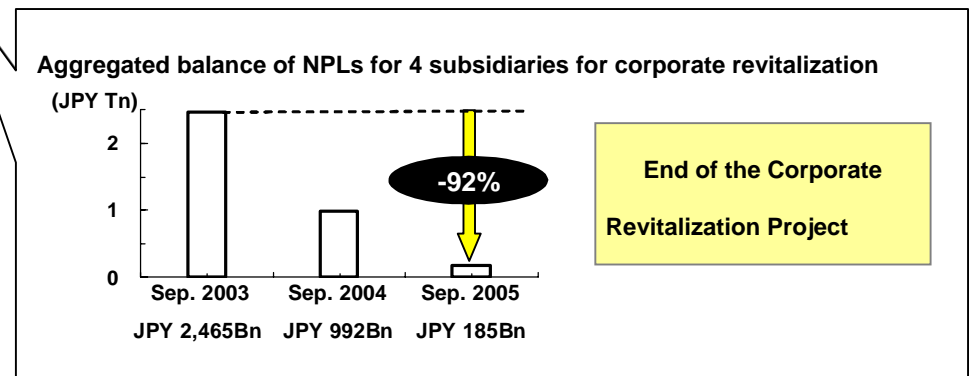 Aggregated balance of NPLs for 4 subsidiaries for corporate revitalization
(JPY Tn)
2
1
0
-92%
End of the Corporate
Revitalization Project
Sep. 2003 Sep. 2004 Sep. 2005
JPY 2,465Bn JPY 992Bn JPY 185Bn